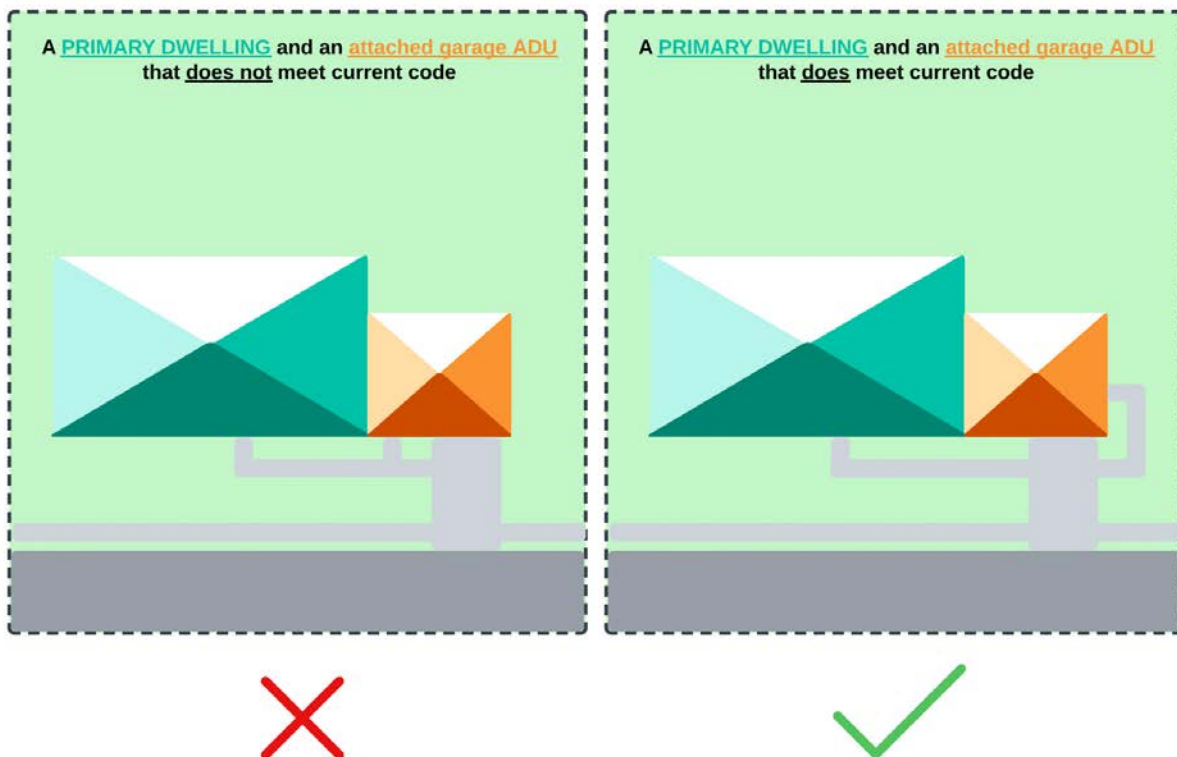 A PRIMARY DWELLING and an attached garage ADU
that does not meet current code
A PRIMARY DWELLING and an attached garage ADU
that does meet current code